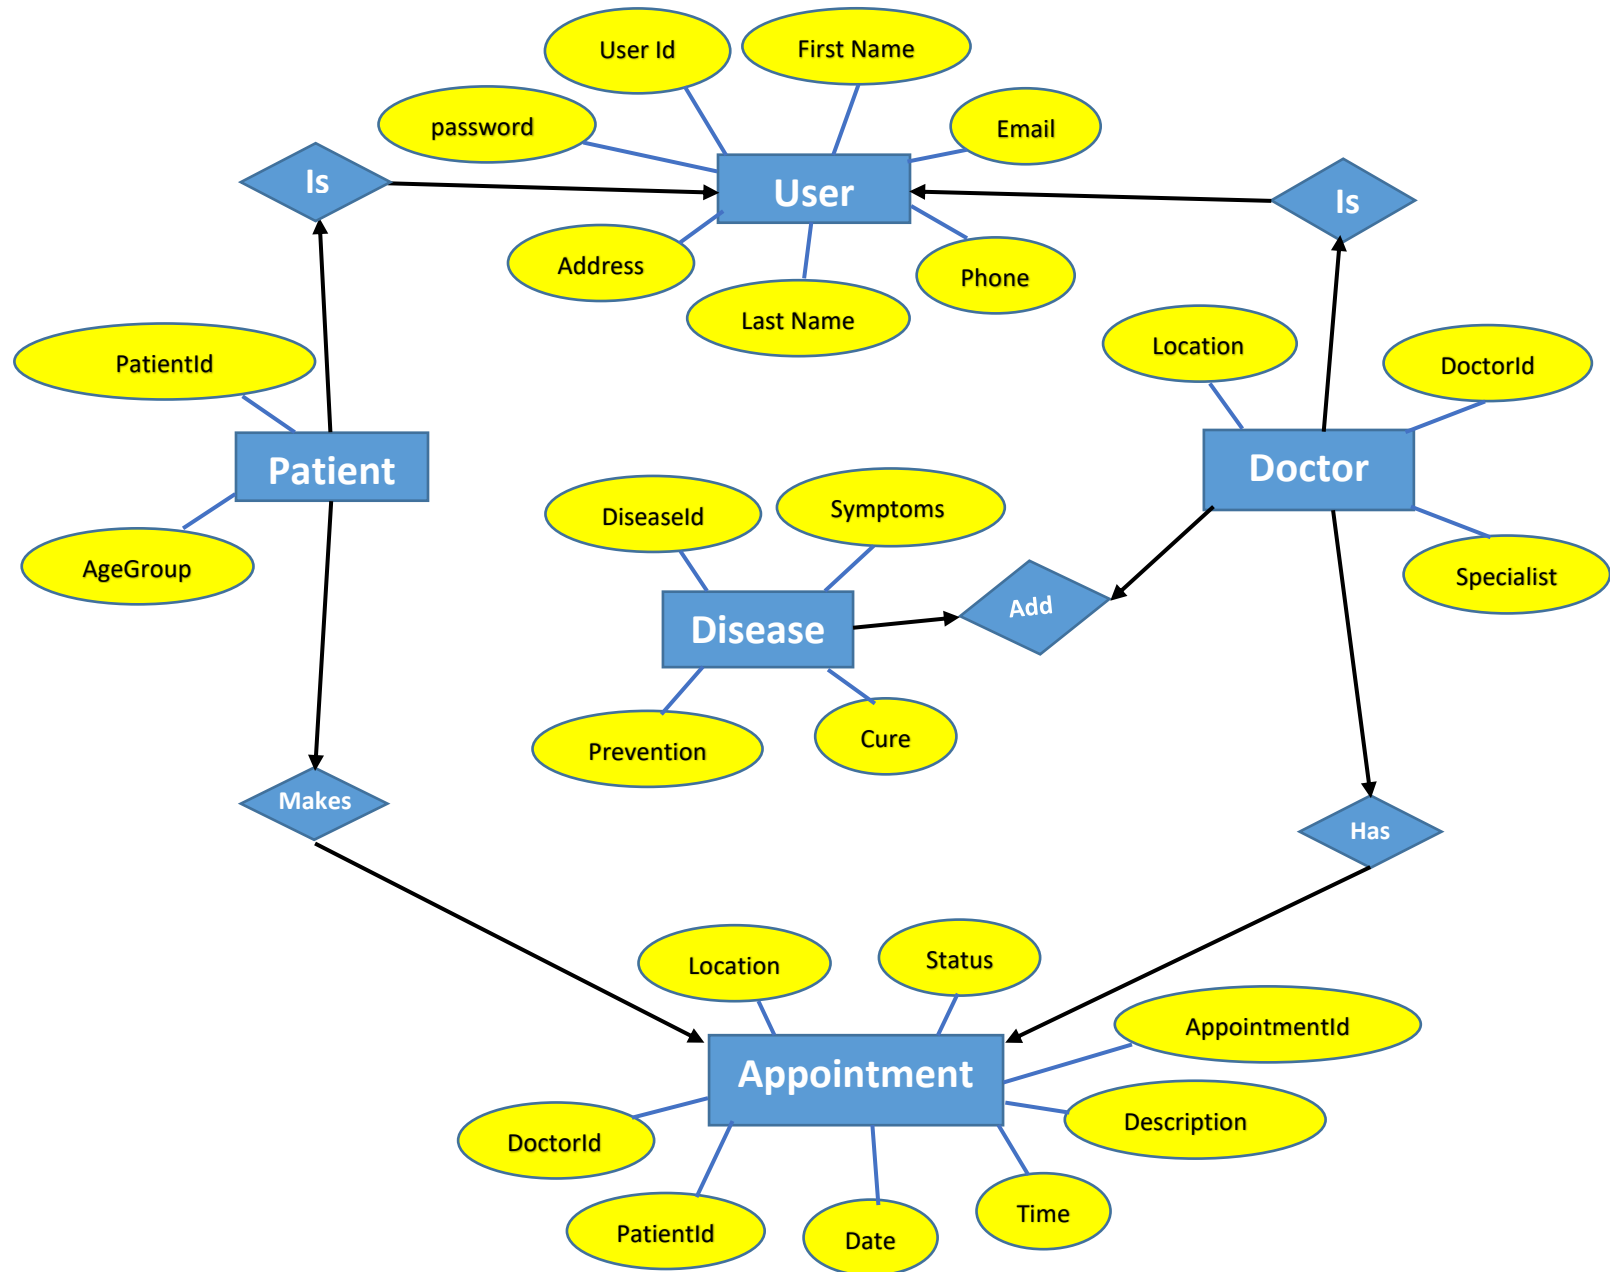 User Id
First Name
password
Email
Is
User
Is
Address
Phone
Last Name
Location
PatientId
DoctorId
Patient
Doctor
DiseaseId
Symptoms
AgeGroup
Specialist
Add
Disease
Prevention
Cure
Makes
Has
Location
Status
AppointmentId
Appointment
Description
DoctorId
Time
PatientId
Date